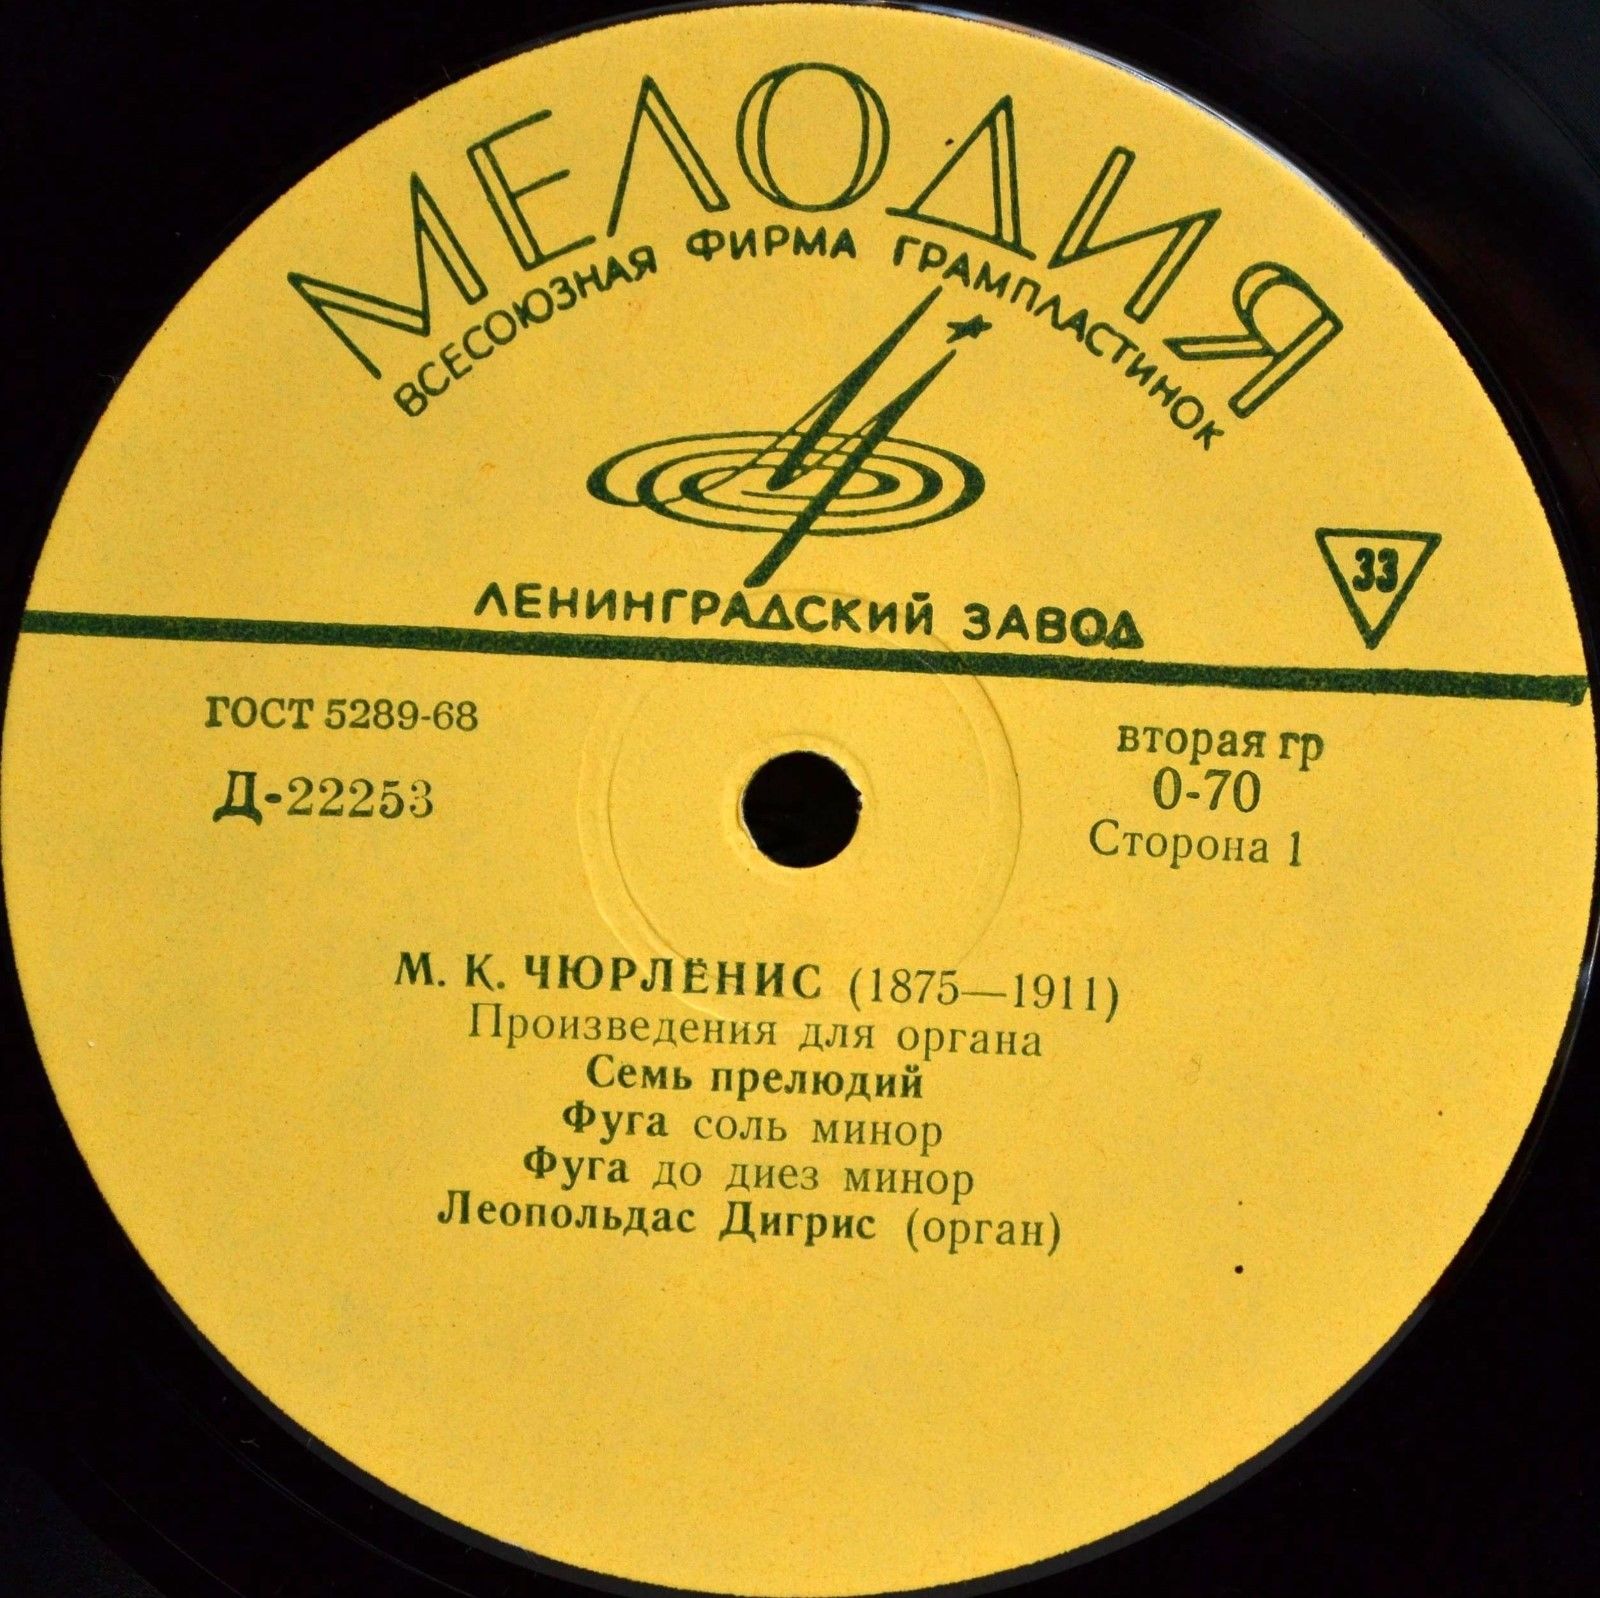 МЕЛОДИЯ
ВСЕСОЮЗНАЯ ФИРМА ГРАМПЛАСТИНОК
33
ЛЕНИНГРАДСКИЙ ЗАВОД
ГОСТ 5289-68
Д-22253
вторая гр
0-70
Сторона 1
М. К. ЧЮРЛЁНИС (1875—1911)
Произведения для органа
Семь прелюдий
Фуга соль минор
Фуга до диез минор
Леопольдас Дигрис (орган)